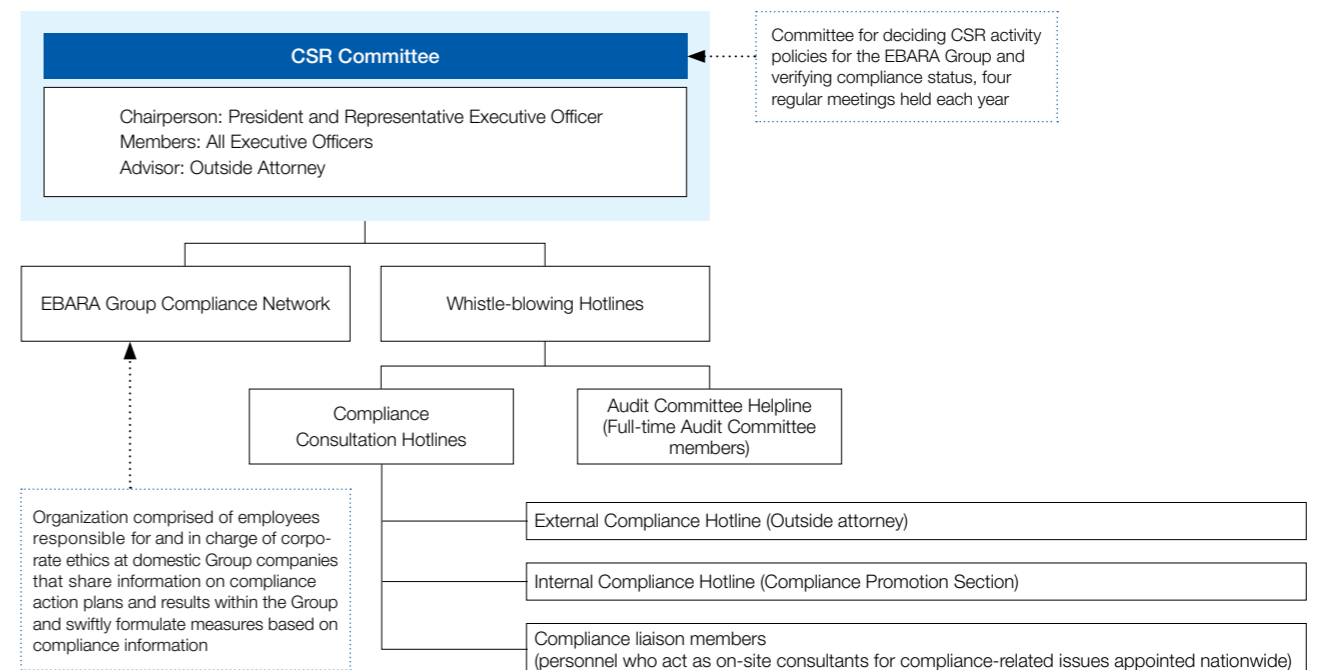 CSR Committee
Chairperson: President and Representative Executive Officer
Members: All Executive Officers
Advisor: Outside Attorney
Committee for deciding CSR activity
policies for the EBARA Group and
verifying compliance status, four
regular meetings held each year
EBARA Group Compliance Network
Whistle-blowing Hotlines
Compliance
Consultation Hotlines
Audit Committee Helpline
(Full-time Audit Committee
members)
Organization comprised of employees
responsible for and in charge of corpo-
rate ethics at domestic Group companies
that share information on compliance
action plans and results within the Group
and swiftly formulate measures based on
compliance information
External Compliance Hotline (Outside attorney)
Internal Compliance Hotline (Compliance Promotion Section)
Compliance liaison members
(personnel who act as on-site consultants for compliance-related issues appointed nationwide)